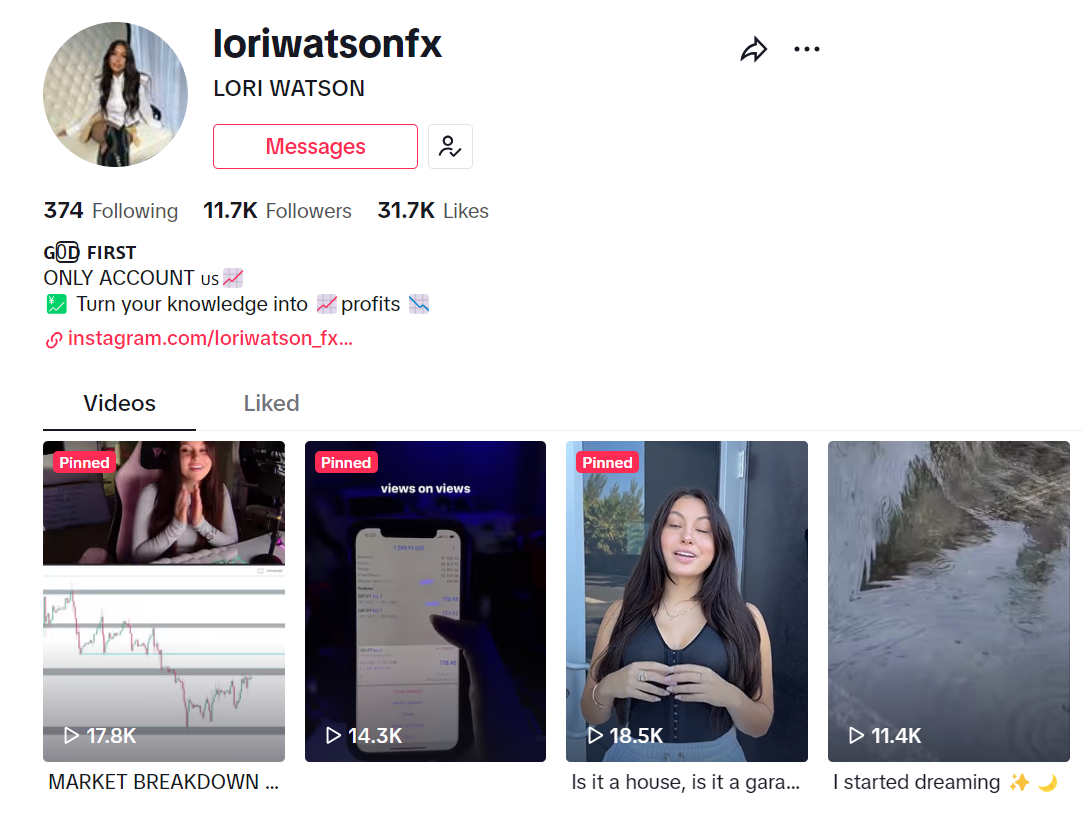 loriwatsonfx
LORI WATSON
Messages
374 Following 11.7K Followers 31.7K Likes
GOD FIRST
ONLY ACCOUNT US📈
💹 Turn your knowledge into 📈profits 📉
instagram.com/loriwatson_fx...
Videos Liked
Pinned
17.8K
MARKET BREAKDOWN ...
Pinned
views on views
14.3K
Pinned
18.5K
Is it a house, is it a gara...
11.4K
I started dreaming ✨ 🌙